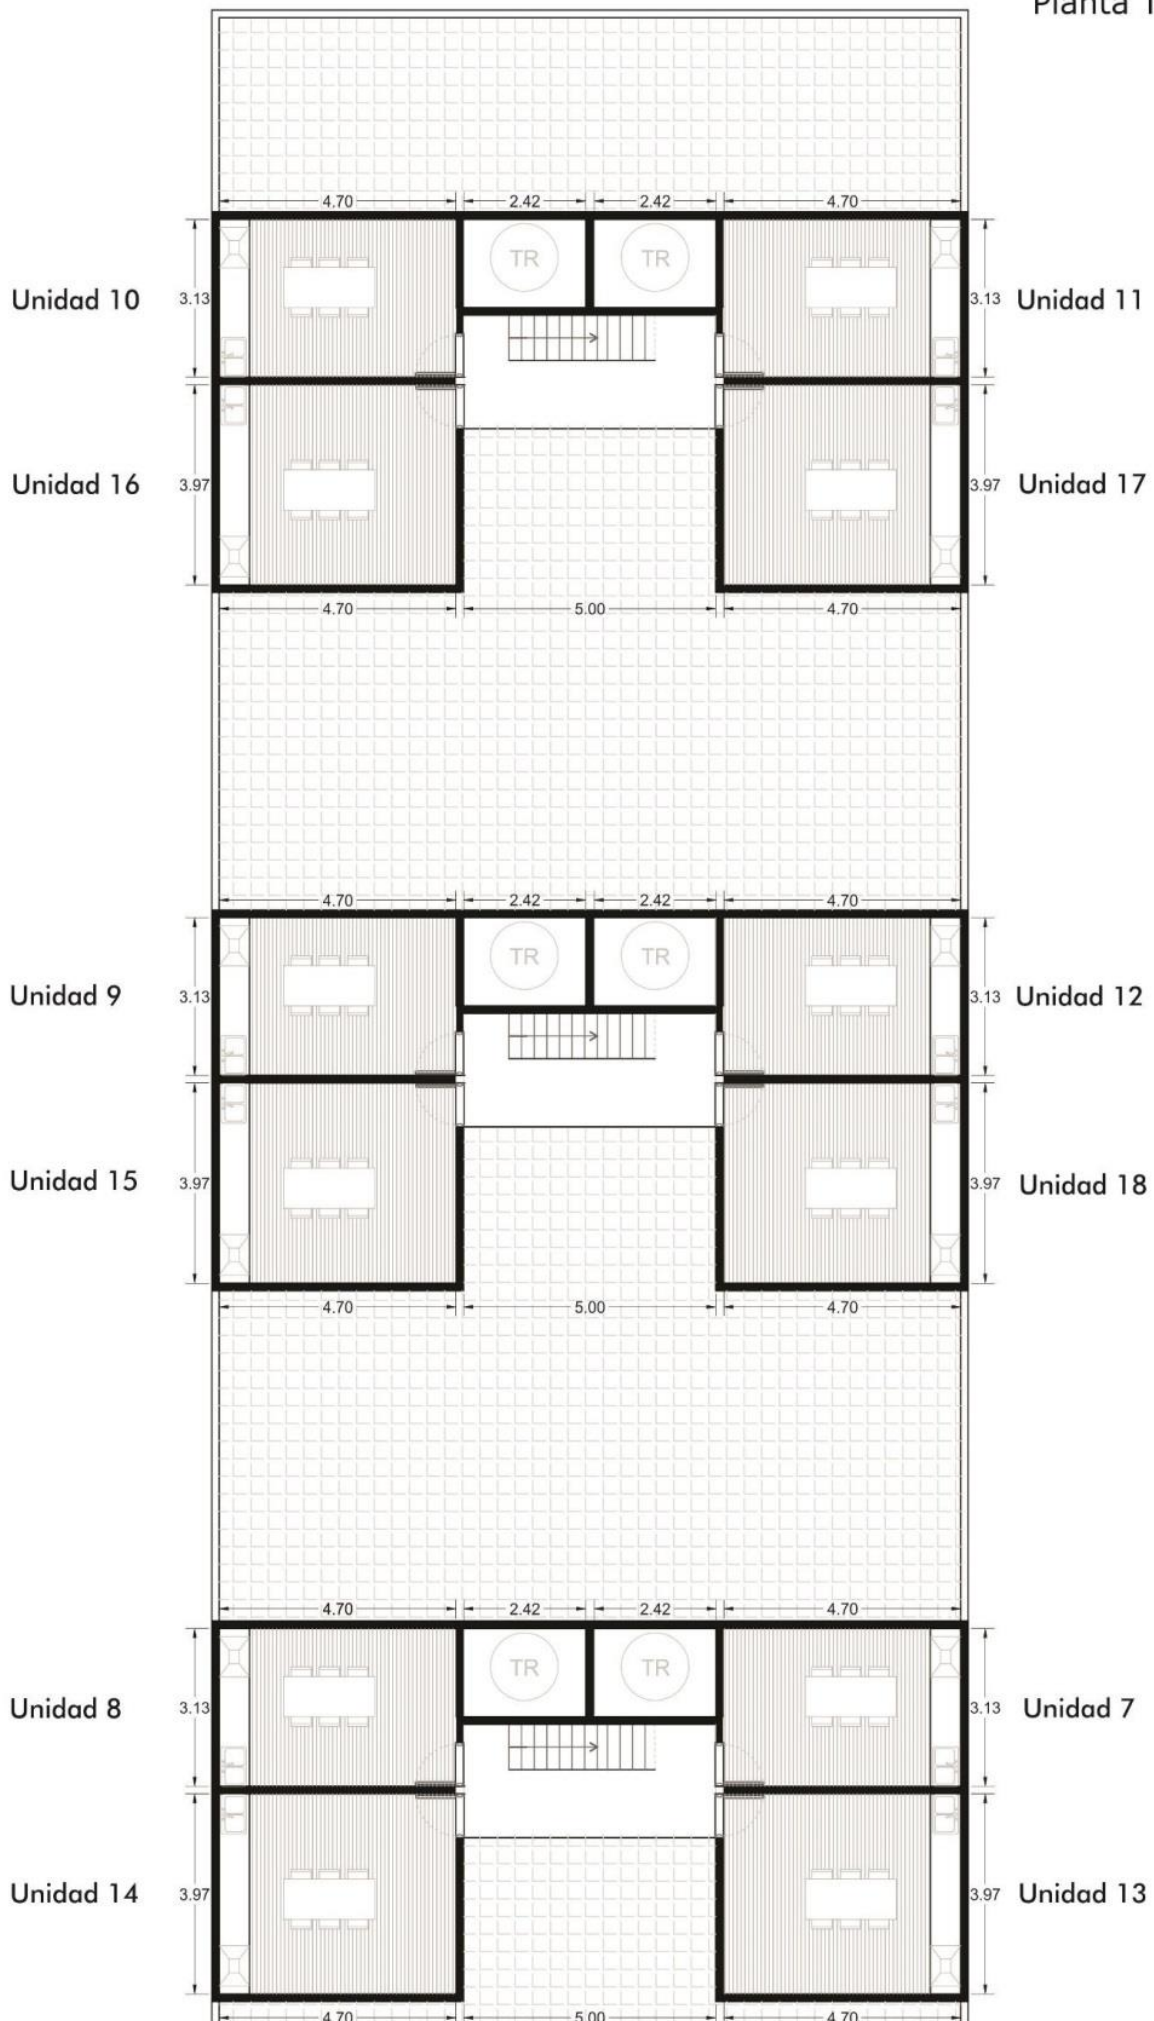 Planta 1
4.70 2.42 2.42 4.70
TR TR
Unidad 10 3.13 3.13 Unidad 11
Unidad 16 3.97 3.97 Unidad 17
4.70 5.00 4.70
4.70 2.42 2.42 4.70
TR TR
Unidad 9 3.13 3.13 Unidad 12
Unidad 15 3.97 3.97 Unidad 18
4.70 5.00 4.70
4.70 2.42 2.42 4.70
TR TR
Unidad 8 3.13 3.13 Unidad 7
Unidad 14 3.97 3.97 Unidad 13
4.70 5.00 4.70